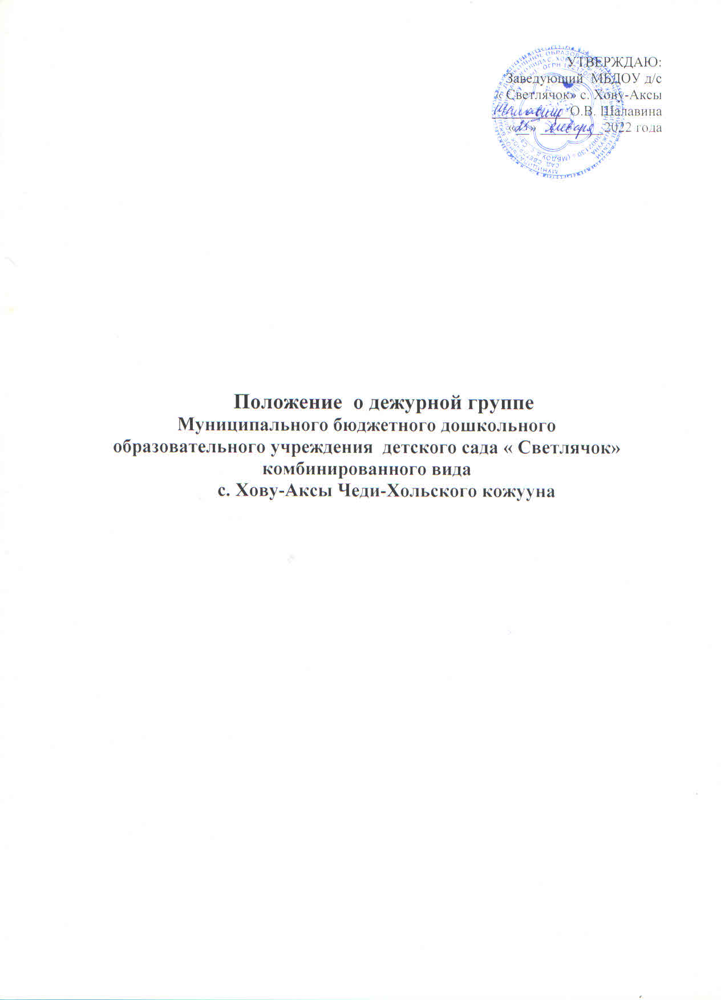 УТВЕРЖДАЮ:
Заведующий МБДОУ д/с
« Светлячок» с. Хову-Аксы
О.В. Шалавина
«25» января 2022 года
Положение о дежурной группе
Муниципального бюджетного дошкольного
образовательного учреждения детского сада « Светлячок»
комбинированного вида
с. Хову-Аксы Чеди-Хольского кожууна